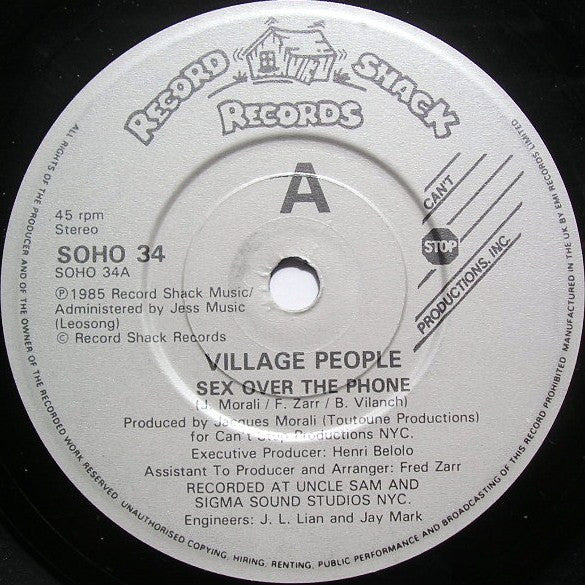 RECORD SHACK
RECORDS
A
45 rpm
Stereo
SOHO 34
SOHO 34A
℗ 1985 Record Shack Music/
Administered by Jess Music
(Leosong)
© Record Shack Records
CAN'T
STOP
PRODUCTIONS, INC.
VILLAGE PEOPLE
SEX OVER THE PHONE
(J. Morali / F. Zarr / B. Vilanch)
Produced by Jacques Morali (Toutoune Productions)
for Can't Stop Productions NYC.
Executive Producer: Henri Belolo
Assistant To Producer and Arranger: Fred Zarr
RECORDED AT UNCLE SAM AND
SIGMA SOUND STUDIOS NYC.
Engineers: J. L. Lian and Jay Mark
ALL RIGHTS OF THE PRODUCER AND OF THE OWNER OF THE RECORDED WORK RESERVED UNAUTHORISED COPYING, HIRING, RENTING, PUBLIC PERFORMANCE AND BROADCASTING OF THIS RECORD PROHIBITED. MANUFACTURED IN THE UK BY EMI RECORDS LIMITED